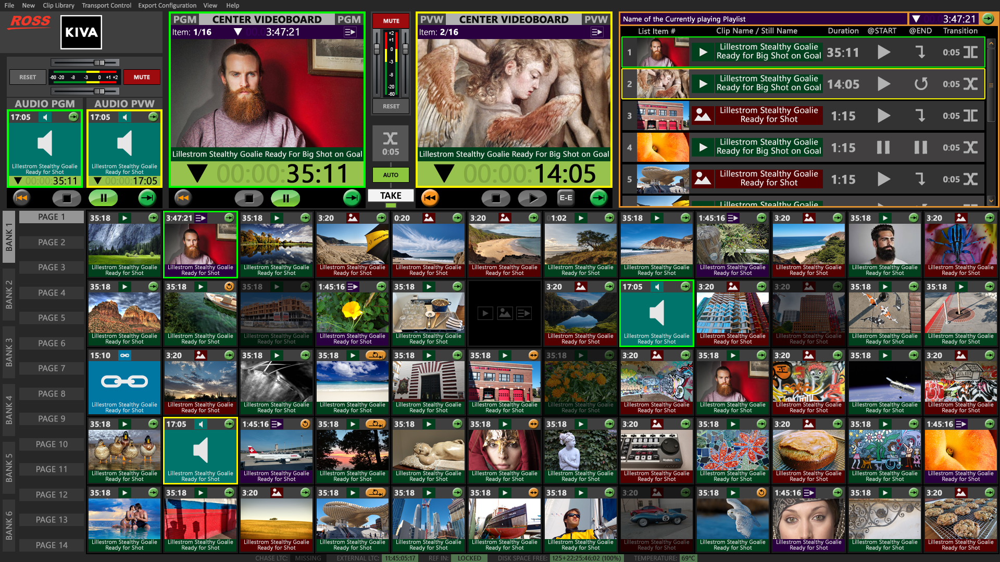 File New Clip Library Transport Control Export Configuration View Help
ROSS
KIVA
RESET
-60 -20 -8 -3 0 +1 +2
MUTE
AUDIO PGM
AUDIO PVW
17:05
Lillestrom Stealthy Goalie
Ready for Shot
00:00:35:11
17:05
Lillestrom Stealthy Goalie
Ready for Shot
00:00:17:05
PGM CENTER VIDEOBOARD PGM
Item: 1/16 00:03:47:21
Lillestrom Stealthy Goalie Ready For Big Shot on Goal
00:00:35:11
MUTE
+2
+1
0
-3
-8
-20
-60
RESET
0:05
AUTO
TAKE
PVW CENTER VIDEOBOARD PVW
Item: 2/16
Lillestrom Stealthy Goalie Ready For Big Shot on Goal
00:00:14:05
E-E
Name of the Currently playing Playlist 00:03:47:21
List Item # Clip Name / Still Name Duration @START @END Transition
1 Lillestrom Stealthy Goalie
Ready for Big Shot on Goal 35:11 0:05
2 Lillestrom Stealthy Goalie
Ready for Big Shot on Goal 14:05 0:05
3 Lillestrom Stealthy Goalie
Ready for Shot 1:15 0:05
4 Lillestrom Stealthy Goalie
Ready for Big Shot on Goal 1:15 0:05
5 Lillestrom Stealthy Goalie
Ready for Shot 1:15 0:05
Lillestrom Stealthy Goalie
BANK 1
BANK 2
BANK 3
BANK 4
BANK 5
BANK 6
PAGE 1
PAGE 2
PAGE 3
PAGE 4
PAGE 5
PAGE 6
PAGE 7
PAGE 8
PAGE 9
PAGE 10
PAGE 11
PAGE 12
PAGE 13
PAGE 14
35:18 3:47:21 35:18 3:20 0:20 3:20 01:02 35:18 1:45:16 3:20 35:18 3:20
Lillestrom Stealthy Goalie Lillestrom Stealthy Goalie Lillestrom Stealthy Goalie Lillestrom Stealthy Goalie Lillestrom Stealthy Goalie Lillestrom Stealthy Goalie Lillestrom Stealthy Goalie Lillestrom Stealthy Goalie Lillestrom Stealthy Goalie Lillestrom Stealthy Goalie Lillestrom Stealthy Goalie Lillestrom Stealthy Goalie
Ready for Shot Ready for Shot Ready for Shot Ready for Shot Ready for Shot Ready for Shot Ready for Shot Ready for Shot Ready for Shot Ready for Shot Ready for Shot Ready for Shot
35:18 35:18 35:18 1:45:16 35:18 3:20 17:05 3:20 3:20 35:18 35:18
Lillestrom Stealthy Goalie Lillestrom Stealthy Goalie Lillestrom Stealthy Goalie Lillestrom Stealthy Goalie Lillestrom Stealthy Goalie Lillestrom Stealthy Goalie Lillestrom Stealthy Goalie Lillestrom Stealthy Goalie Lillestrom Stealthy Goalie Lillestrom Stealthy Goalie Lillestrom Stealthy Goalie
Ready for Shot Ready for Shot Ready for Shot Ready for Shot Ready for Shot Ready for Shot Ready for Shot Ready for Shot Ready for Shot Ready for Shot Ready for Shot
15:10 3:20 35:18 35:18 35:18 35:18 35:18 3:20 35:18 3:20 35:18 3:20
Lillestrom Stealthy Goalie Lillestrom Stealthy Goalie Lillestrom Stealthy Goalie Lillestrom Stealthy Goalie Lillestrom Stealthy Goalie Lillestrom Stealthy Goalie Lillestrom Stealthy Goalie Lillestrom Stealthy Goalie Lillestrom Stealthy Goalie Lillestrom Stealthy Goalie Lillestrom Stealthy Goalie Lillestrom Stealthy Goalie
Ready for Shot Ready for Shot Ready for Shot Ready for Shot Ready for Shot Ready for Shot Ready for Shot Ready for Shot Ready for Shot Ready for Shot Ready for Shot Ready for Shot
35:18 17:05 1:45:16 35:18 35:18 35:18 35:18 3:20 35:18 3:20 35:18 1:45:16
Lillestrom Stealthy Goalie Lillestrom Stealthy Goalie Lillestrom Stealthy Goalie Lillestrom Stealthy Goalie Lillestrom Stealthy Goalie Lillestrom Stealthy Goalie Lillestrom Stealthy Goalie Lillestrom Stealthy Goalie Lillestrom Stealthy Goalie Lillestrom Stealthy Goalie Lillestrom Stealthy Goalie Lillestrom Stealthy Goalie
Ready for Shot Ready for Shot Ready for Shot Ready for Shot Ready for Shot Ready for Shot Ready for Shot Ready for Shot Ready for Shot Ready for Shot Ready for Shot Ready for Shot
35:18 35:18 3:20 35:18 35:18 35:18 35:18 3:20 35:18 1:45:16 35:18 3:20
Lillestrom Stealthy Goalie Lillestrom Stealthy Goalie Lillestrom Stealthy Goalie Lillestrom Stealthy Goalie Lillestrom Stealthy Goalie Lillestrom Stealthy Goalie Lillestrom Stealthy Goalie Lillestrom Stealthy Goalie Lillestrom Stealthy Goalie Lillestrom Stealthy Goalie Lillestrom Stealthy Goalie Lillestrom Stealthy Goalie
Ready for Shot Ready for Shot Ready for Shot Ready for Shot Ready for Shot Ready for Shot Ready for Shot Ready for Shot Ready for Shot Ready for Shot Ready for Shot Ready for Shot
CHASE LTC: MISSING EXTERNAL LTC: 11;45;05;17 REF IN: LOCKED DISK SPACE FREE: 125+22;25;46;02 (100%) TEMPERATURE: 69°C